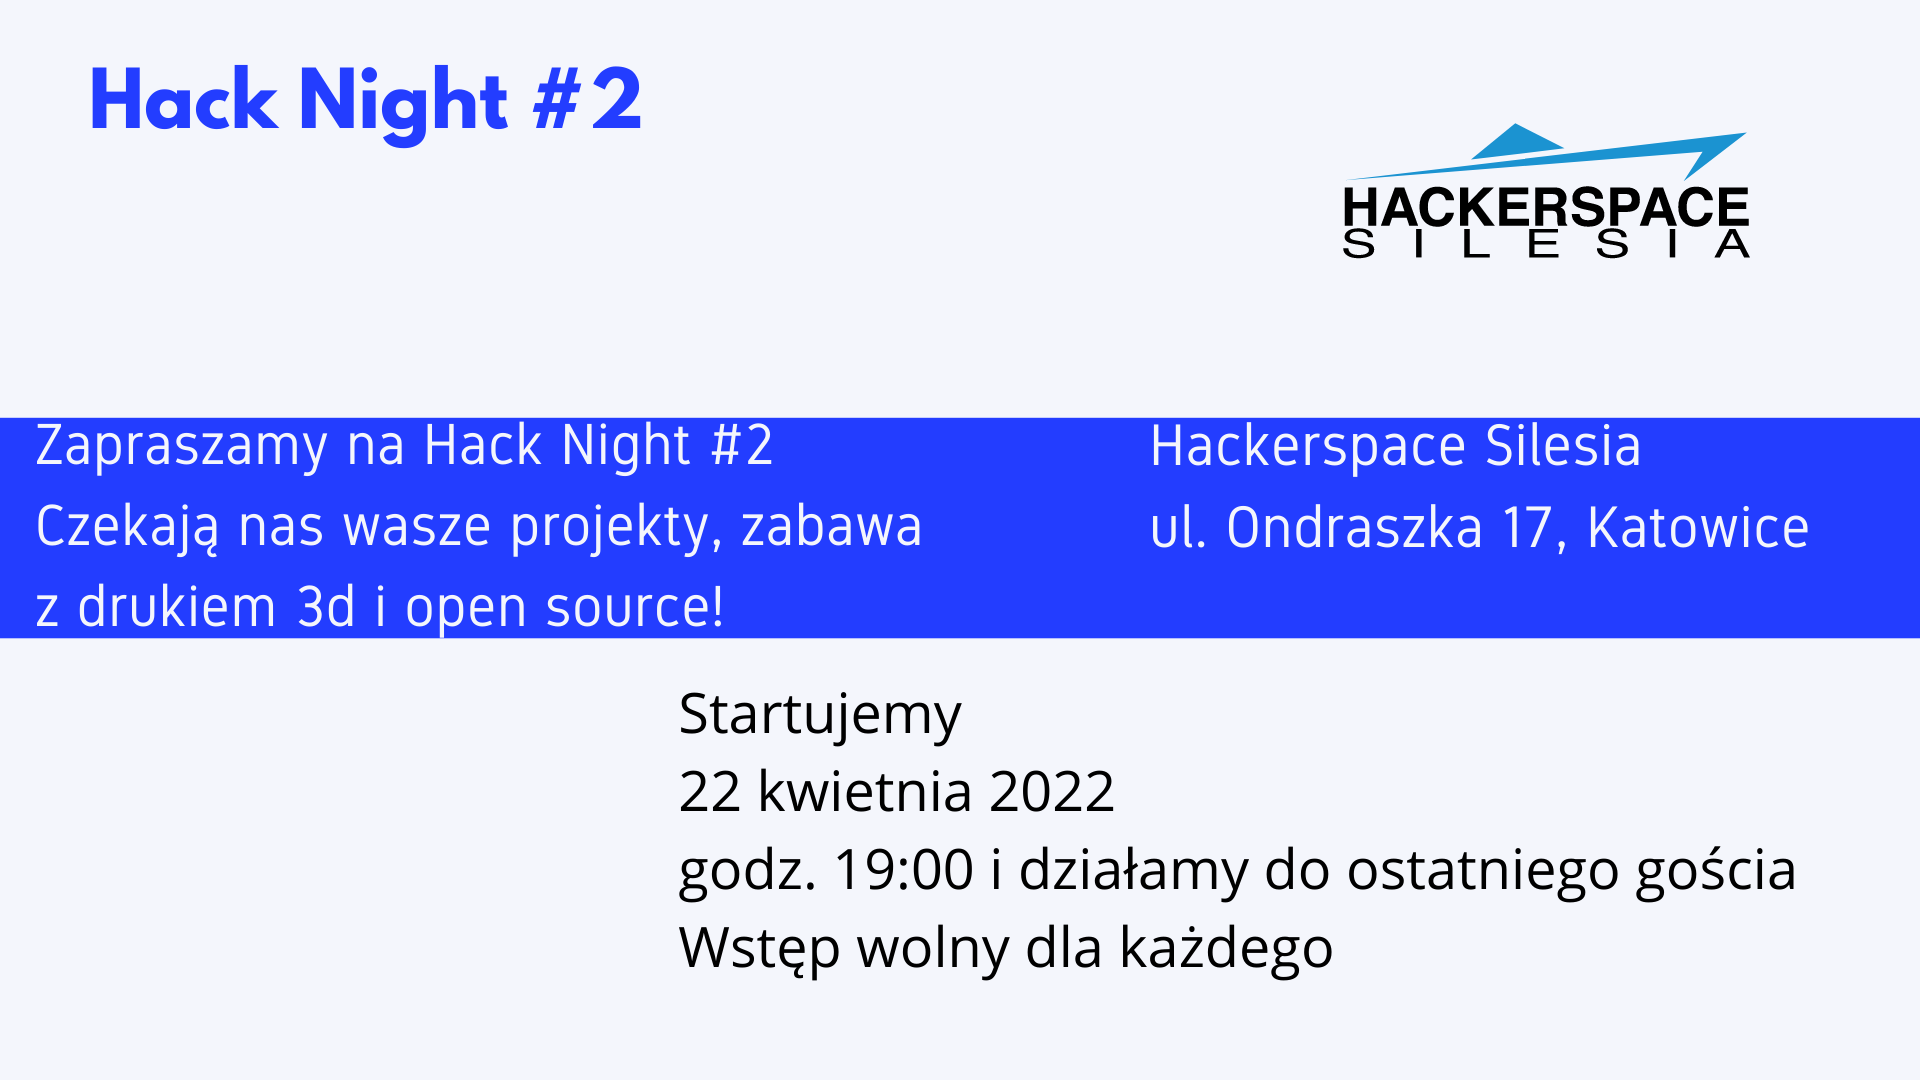 Hack Night #2
HACKERSPACE
SILESIA
Zapraszamy na Hack Night #2
Czekają nas wasze projekty, zabawa
z drukiem 3d i open source!
Hackerspace Silesia
ul. Ondraszka 17, Katowice
Startujemy
22 kwietnia 2022
godz. 19:00 i działamy do ostatniego gościa
Wstęp wolny dla każdego